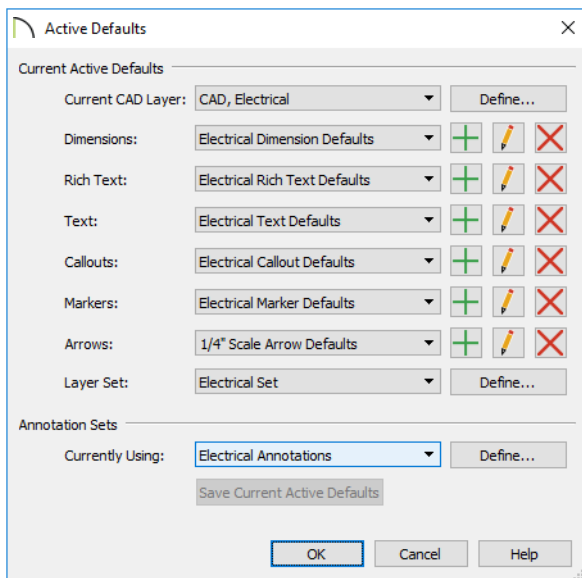 Active Defaults
Current Active Defaults
Current CAD Layer: CAD, Electrical Define...
Dimensions: Electrical Dimension Defaults
Rich Text: Electrical Rich Text Defaults
Text: Electrical Text Defaults
Callouts: Electrical Callout Defaults
Markers: Electrical Marker Defaults
Arrows: 1/4" Scale Arrow Defaults
Layer Set: Electrical Set Define...
Annotation Sets
Currently Using: Electrical Annotations Define...
Save Current Active Defaults
OK Cancel Help